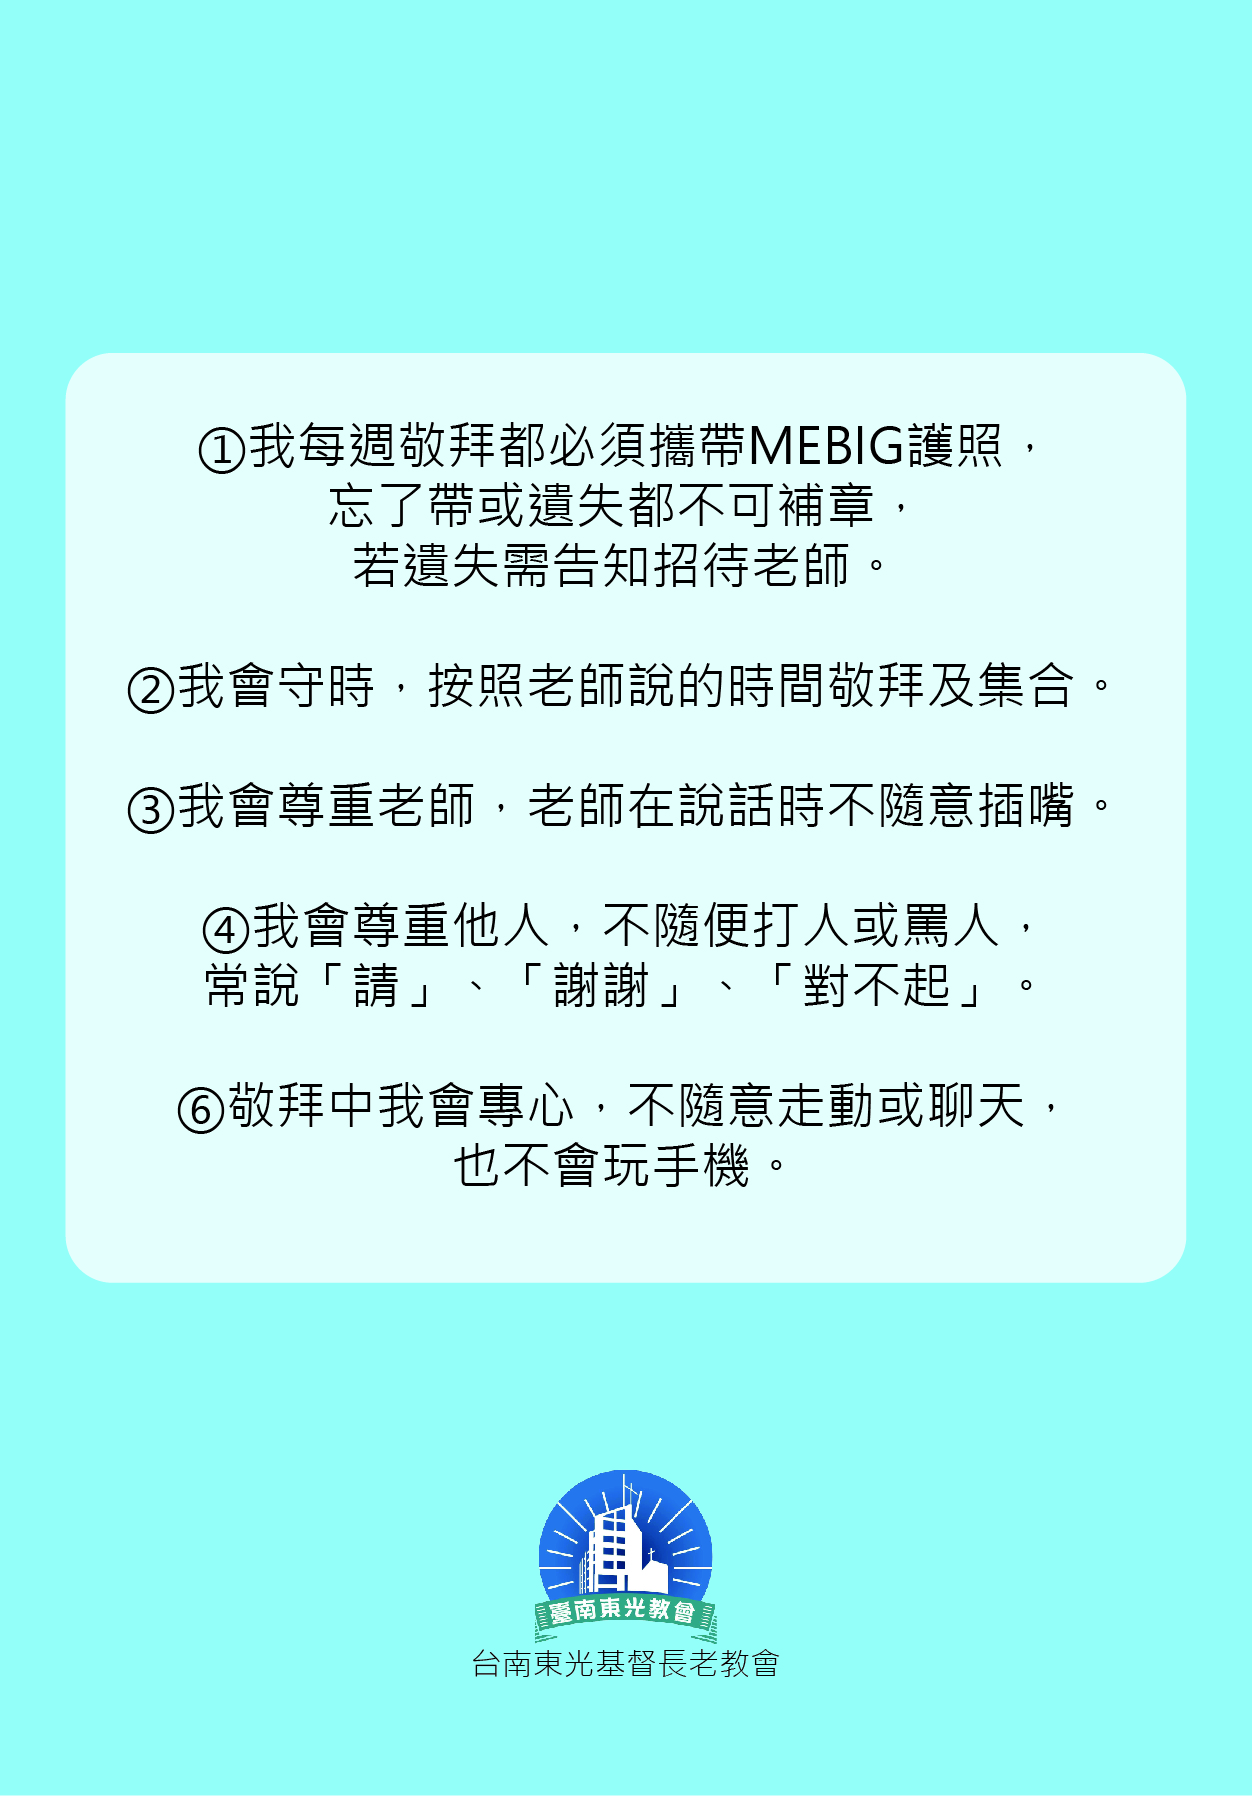 ①我每週敬拜都必須攜帶MEBIG護照，
忘了帶或遺失都不可補章，
若遺失需告知招待老師。
②我會守時，按照老師說的時間敬拜及集合。
③我會尊重老師，老師在說話時不隨意插嘴。
④我會尊重他人，不隨便打人或罵人，
常說「請」、「謝謝」、「對不起」。
⑥敬拜中我會專心，不隨意走動或聊天，
也不會玩手機。
臺南東光教會
台南東光基督長老教會